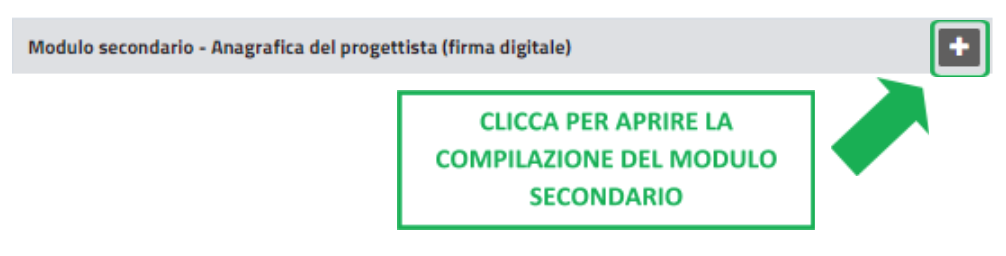 Modulo secondario - Anagrafica del progettista (firma digitale)
CLICCA PER APRIRE LA
COMPILAZIONE DEL MODULO
SECONDARIO